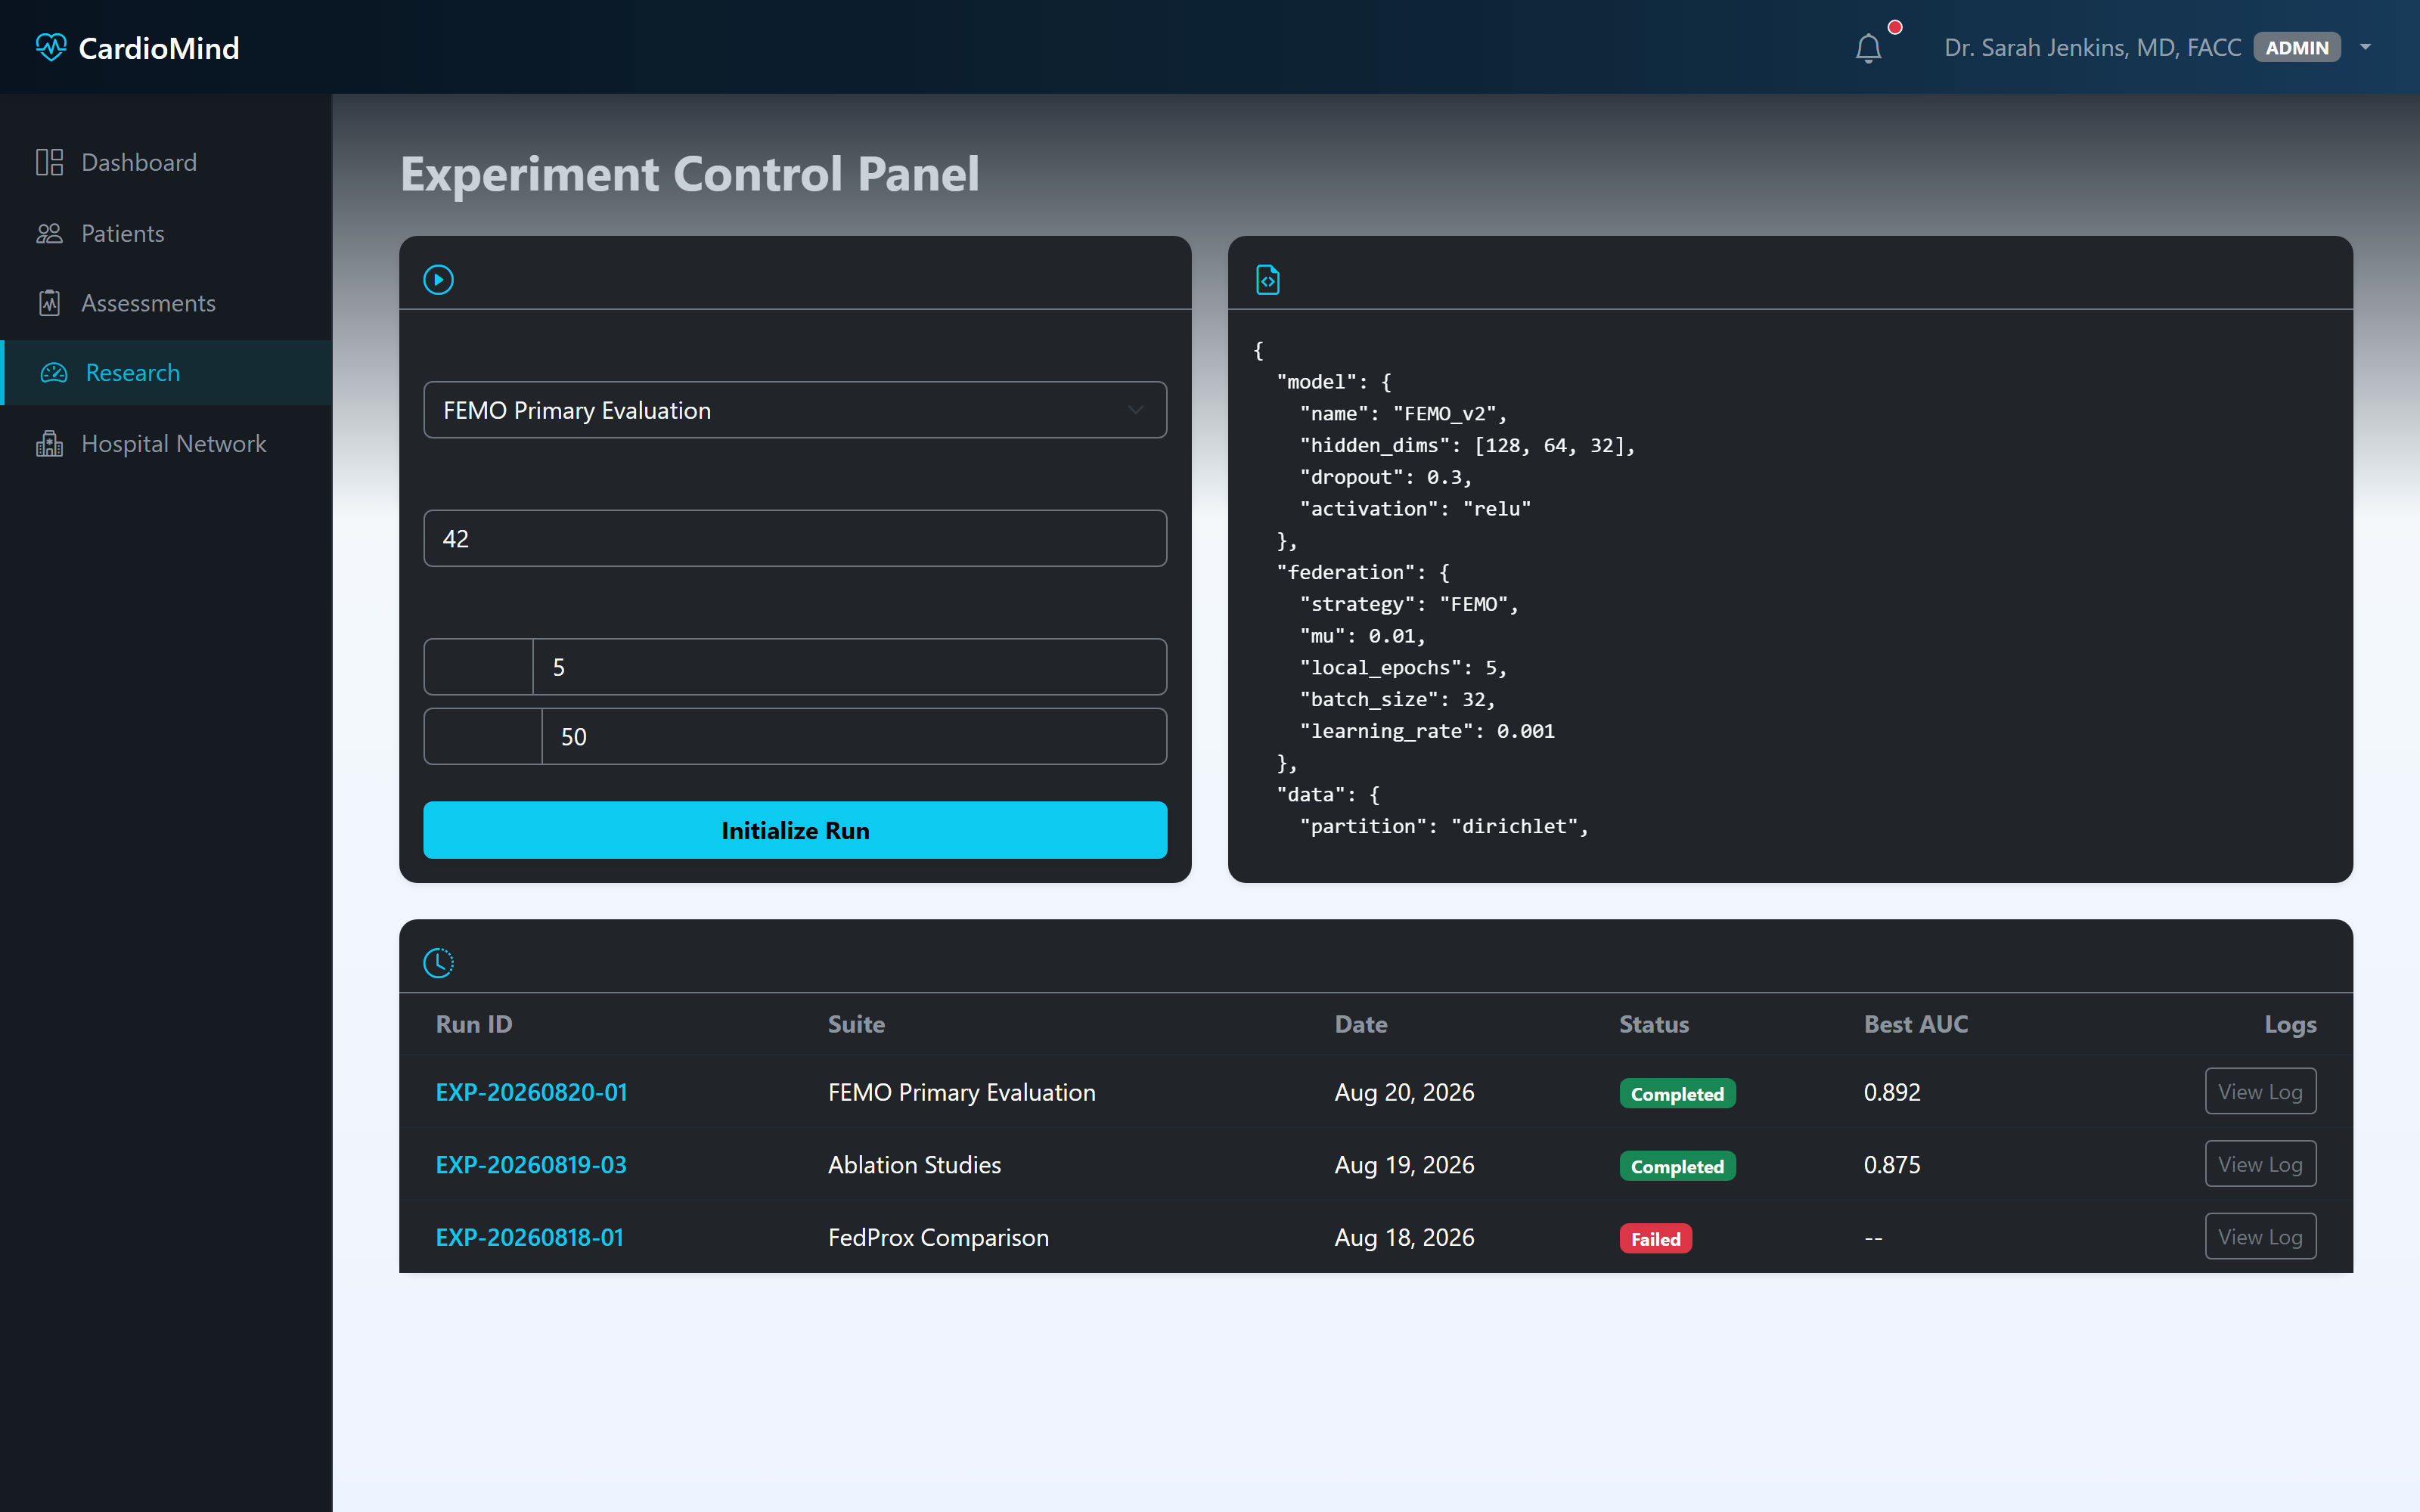 CardioMind
Dr. Sarah Jenkins, MD, FACC ADMIN
Dashboard
Patients
Assessments
Research
Hospital Network
Experiment Control Panel
FEMO Primary Evaluation
42
5
50
Initialize Run
{
"model": {
"name": "FEMO_v2",
"hidden_dims": [128, 64, 32],
"dropout": 0.3,
"activation": "relu"
},
"federation": {
"strategy": "FEMO",
"mu": 0.01,
"local_epochs": 5,
"batch_size": 32,
"learning_rate": 0.001
},
"data": {
"partition": "dirichlet",
Run ID Suite Date Status Best AUC Logs
EXP-20260820-01 FEMO Primary Evaluation Aug 20, 2026 Completed 0.892 View Log
EXP-20260819-03 Ablation Studies Aug 19, 2026 Completed 0.875 View Log
EXP-20260818-01 FedProx Comparison Aug 18, 2026 Failed -- View Log